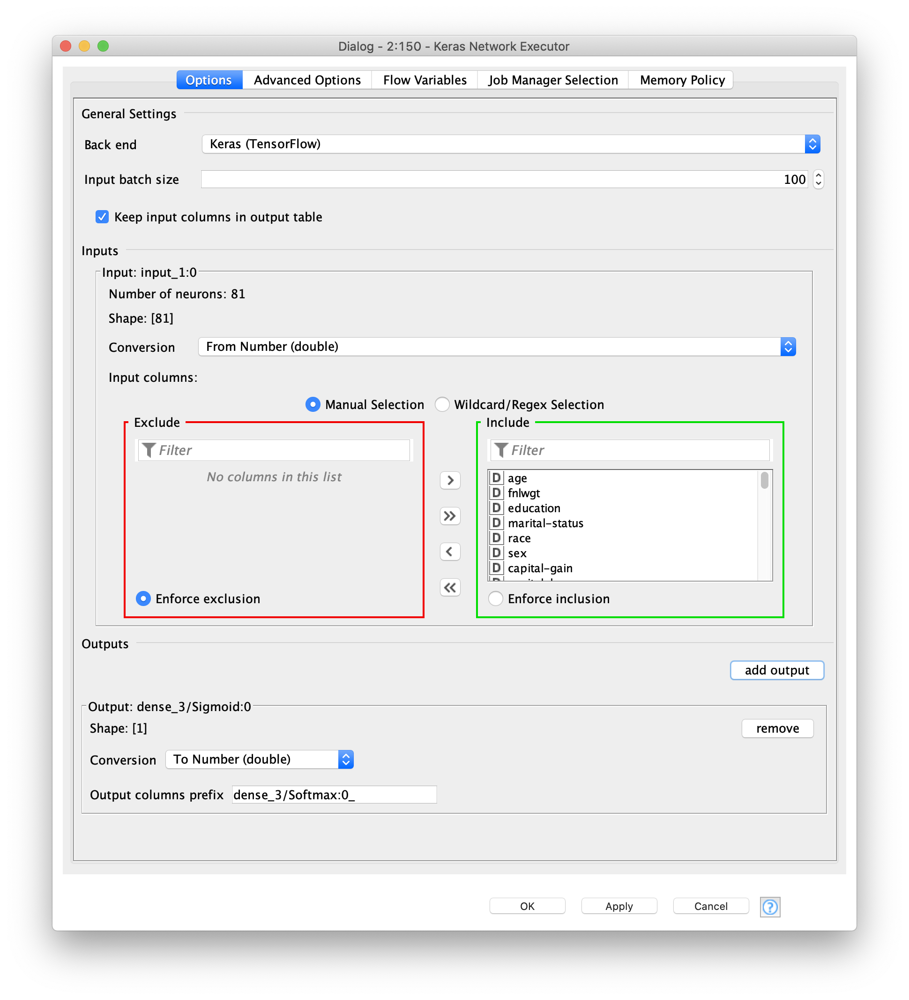 Dialog - 2:150 - Keras Network Executor
Options Advanced Options Flow Variables Job Manager Selection Memory Policy
General Settings
Back end Keras (TensorFlow)
Input batch size 100
Keep input columns in output table
Inputs
Input: input_1:0
Number of neurons: 81
Shape: [81]
Conversion From Number (double)
Input columns:
Manual Selection Wildcard/Regex Selection
Exclude Include
Filter Filter
No columns in this list
D age
D fnlwgt
D education
D marital-status
D race
D sex
D capital-gain
Enforce exclusion Enforce inclusion
Outputs
add output
Output: dense_3/Sigmoid:0
Shape: [1] remove
Conversion To Number (double)
Output columns prefix dense_3/Softmax:0_
OK Apply Cancel ?